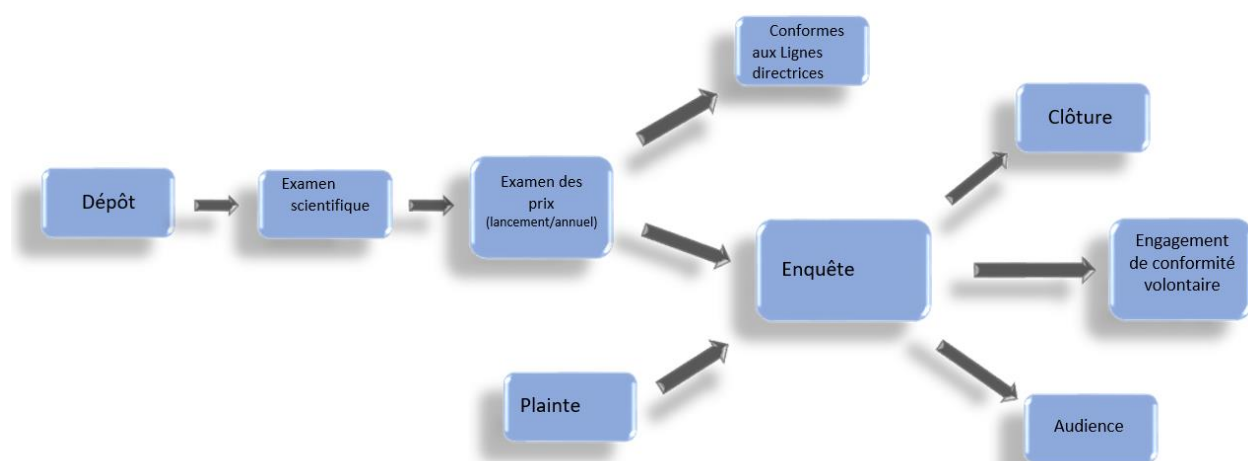 Dépôt
Examen
scientifique
Examen des
prix
(lancement/annuel)
Conformes
aux Lignes
directrices
Plainte
Enquête
Clôture
Engagement
de conformité
volontaire
Audience